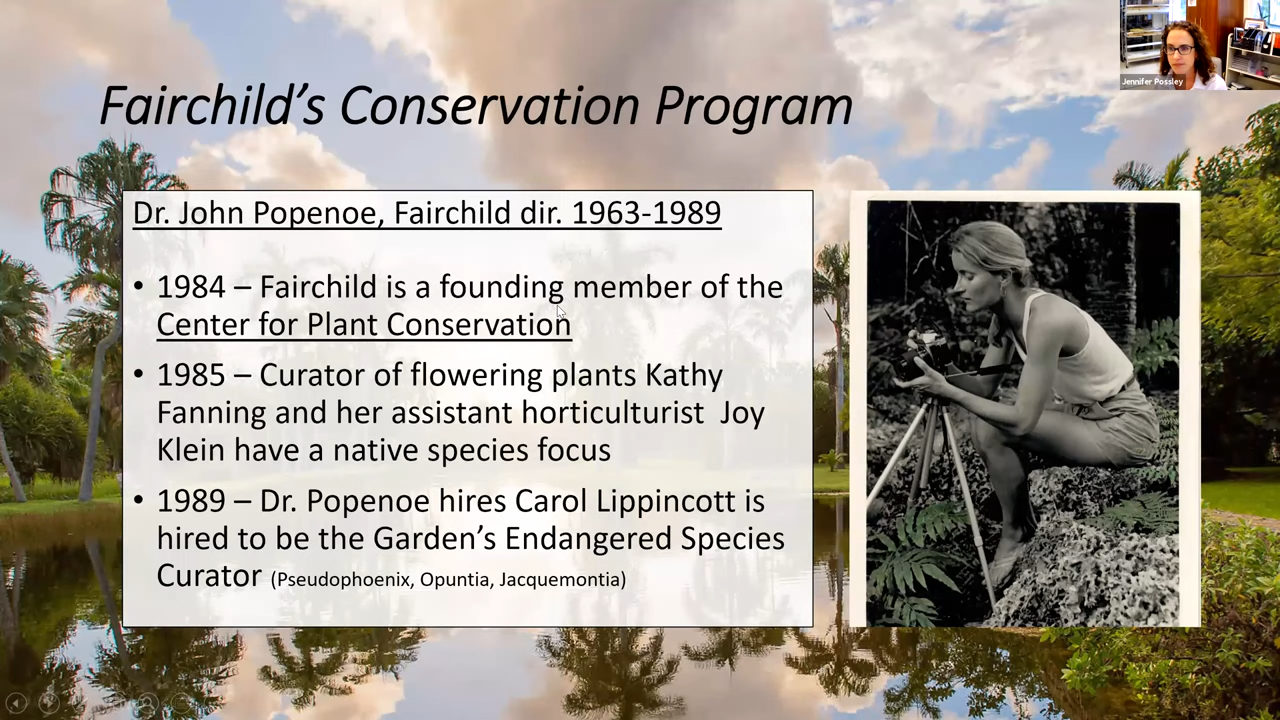 Jennifer Possley
Fairchild's Conservation Program
Dr. John Popenoe, Fairchild dir. 1963-1989
• 1984 – Fairchild is a founding member of the
Center for Plant Conservation
• 1985 – Curator of flowering plants Kathy
Fanning and her assistant horticulturist Joy
Klein have a native species focus
• 1989 – Dr. Popenoe hires Carol Lippincott is
hired to be the Garden's Endangered Species
Curator (Pseudophoenix, Opuntia, Jacquemontia)